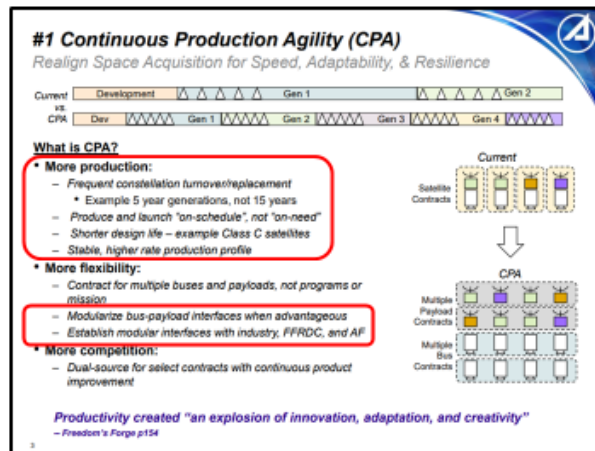 #1 Continuous Production Agility (CPA)
Realign Space Acquisition for Speed, Adaptability, & Resilience
Current
vs.
CPA
Development
Gen 1
Gen 2
Dev
Gen 1
Gen 2
Gen 3
Gen 4
What is CPA?
• More production:
– Frequent constellation turnover/replacement
• Example 5 year generations, not 15 years
– Produce and launch "on-schedule", not "on-need"
– Shorter design life – example Class C satellites
– Stable, higher rate production profile
• More flexibility:
– Contract for multiple buses and payloads, not programs or
mission
– Modularize bus-payload interfaces when advantageous
– Establish modular interfaces with industry, FFRDC, and AF
• More competition:
– Dual-source for select contracts with continuous product
improvement
Current
Satellite
Contracts
CPA
Multiple
Payload
Contracts
Multiple
Bus
Contracts
Productivity created "an explosion of innovation, adaptation, and creativity"
– Freedom's Forge p154
3